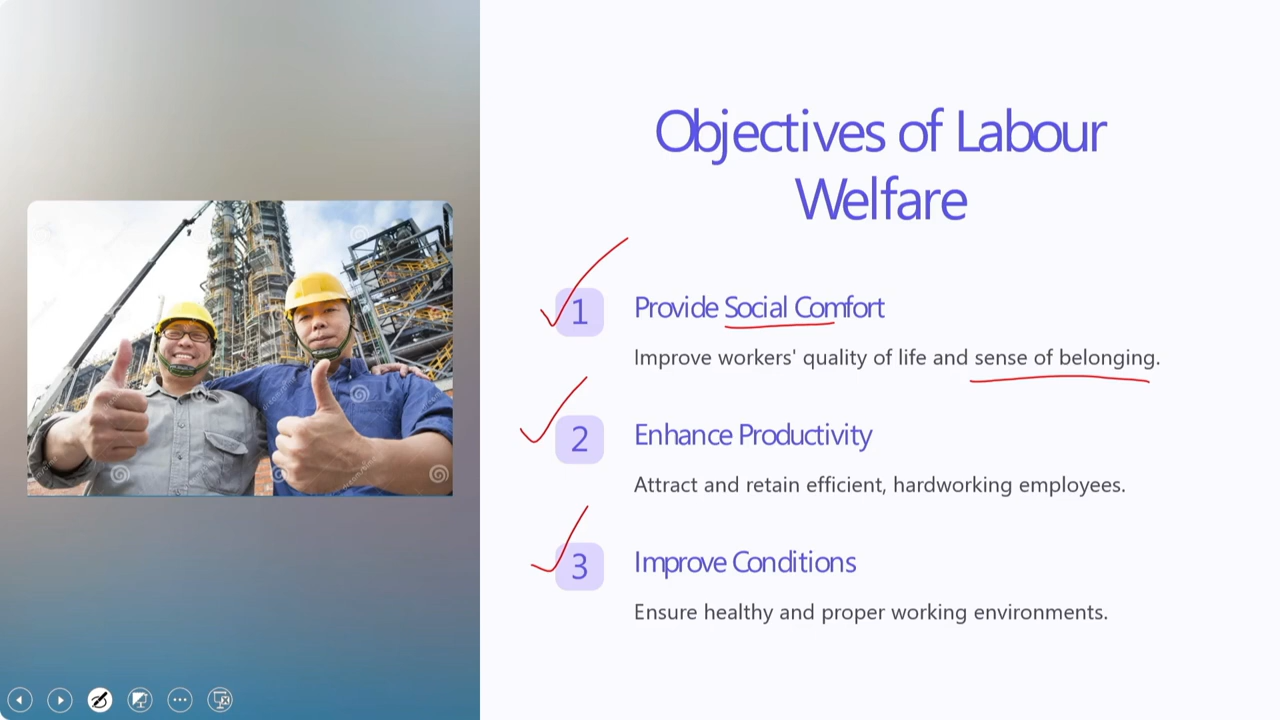 Objectives of Labour
Welfare
1
Provide Social Comfort
Improve workers' quality of life and sense of belonging.
2
Enhance Productivity
Attract and retain efficient, hardworking employees.
3
Improve Conditions
Ensure healthy and proper working environments.